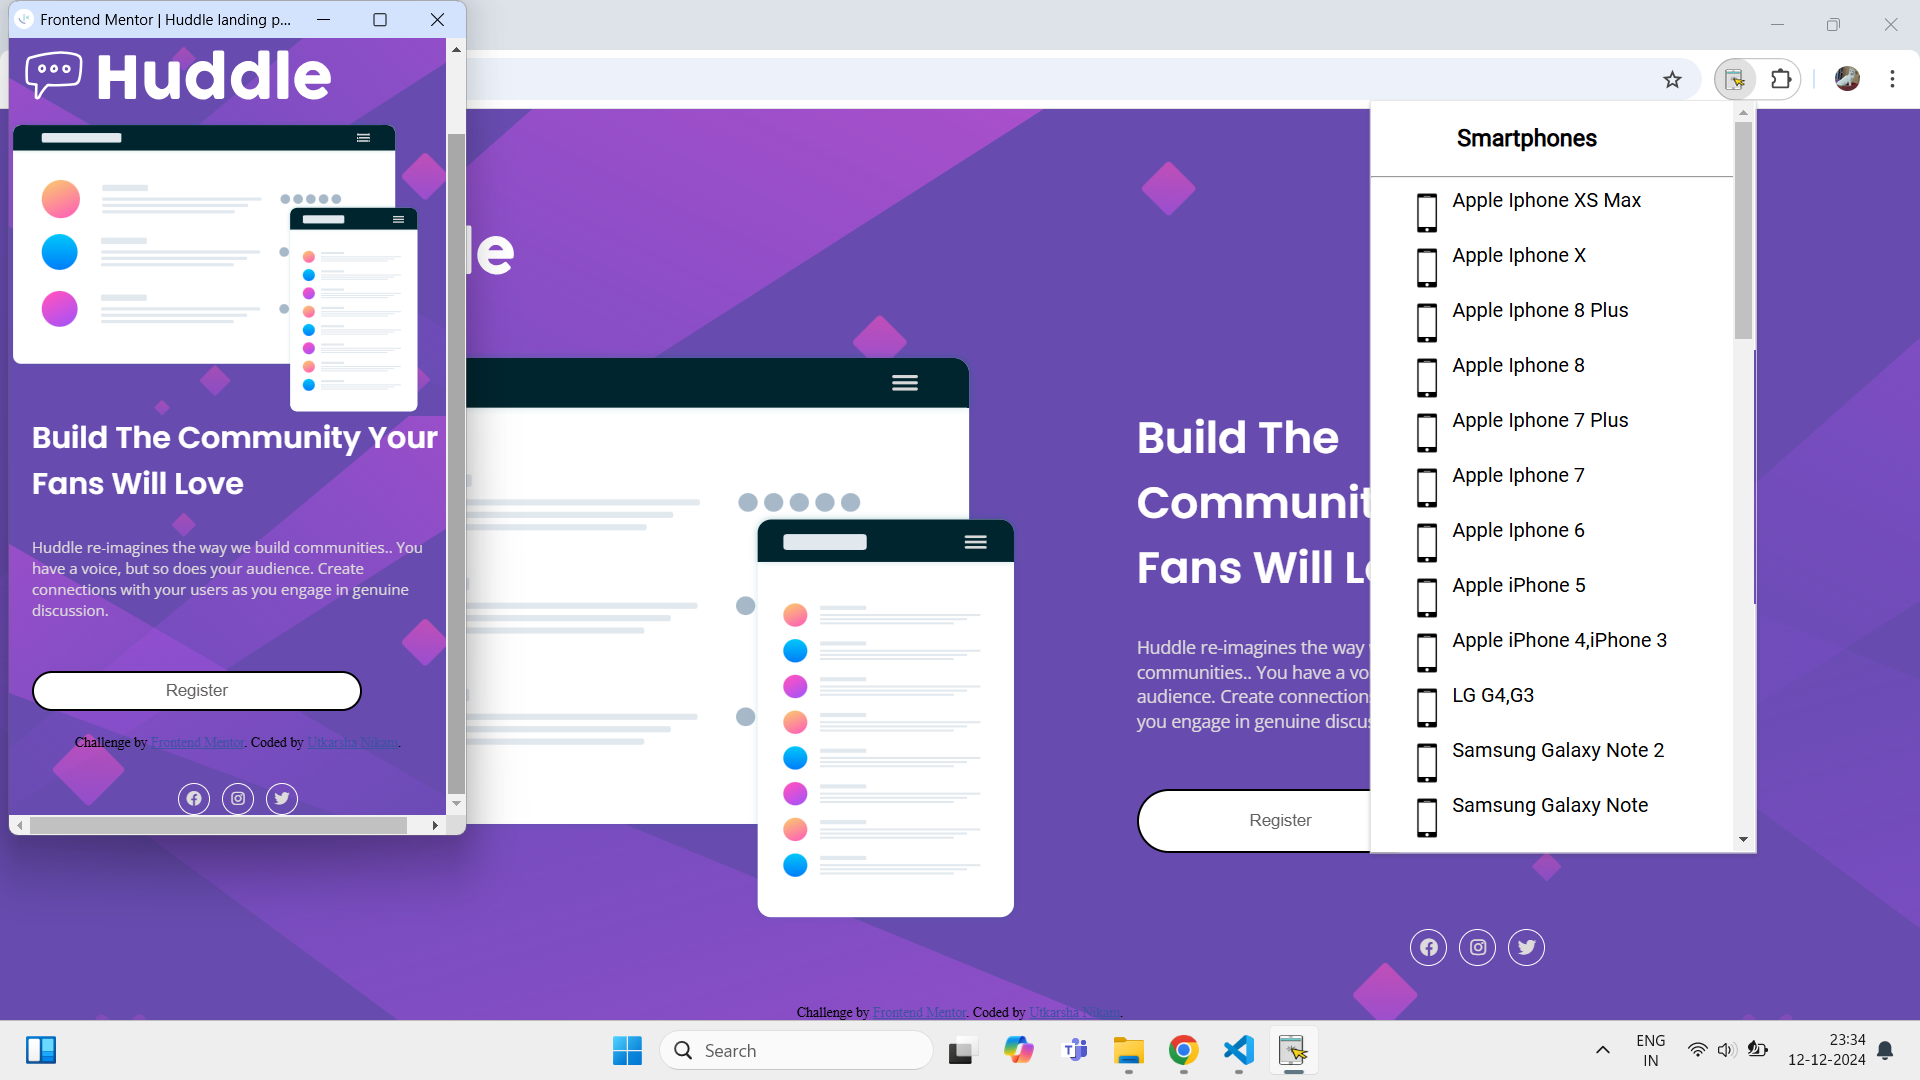 Frontend Mentor | Huddle landing p...
Huddle
Build The Community Your
Fans Will Love
Huddle re-imagines the way we build communities.. You
have a voice, but so does your audience. Create
connections with your users as you engage in genuine
discussion.
Register
Challenge by Frontend Mentor. Coded by Utkarsha Nikam.
le
Build The
Communit
Fans Will L
Huddle re-imagines the way
communities.. You have a vo
audience. Create connection
you engage in genuine discus
Register
Challenge by Frontend Mentor. Coded by Utkarsha Nikam.
Smartphones
Apple Iphone XS Max
Apple Iphone X
Apple Iphone 8 Plus
Apple Iphone 8
Apple Iphone 7 Plus
Apple Iphone 7
Apple Iphone 6
Apple iPhone 5
Apple iPhone 4,iPhone 3
LG G4,G3
Samsung Galaxy Note 2
Samsung Galaxy Note
Search
ENG
IN
23:34
12-12-2024